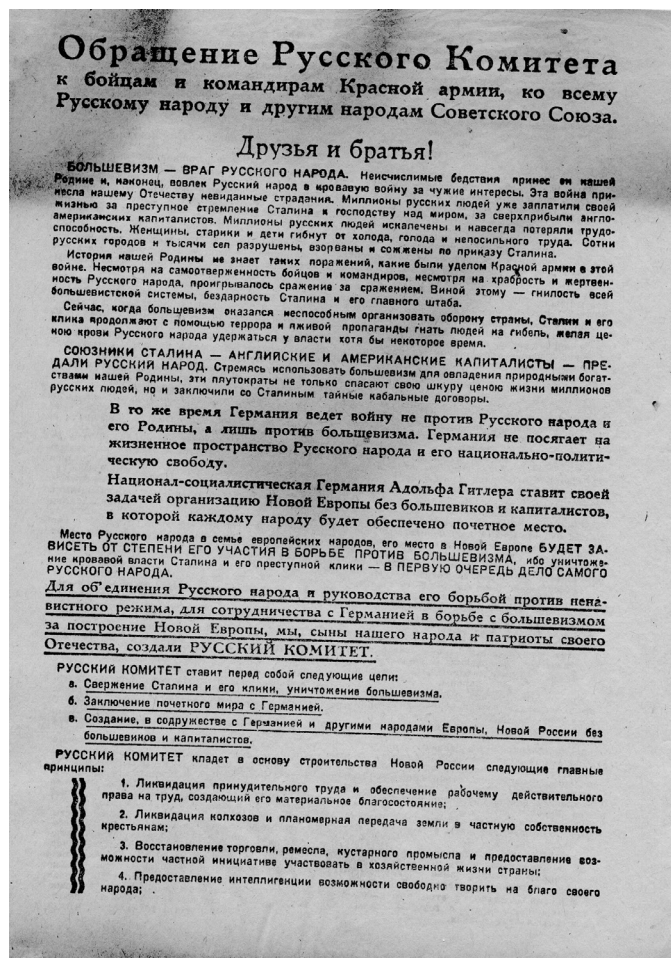 Обращение Русского Комитета
к бойцам и командирам Красной армии, ко всему
Русскому народу и другим народам Советского Союза.
Друзья и братья!
БОЛЬШЕВИЗМ — ВРАГ РУССКОГО НАРОДА. Неисчислимые бедствия принес он нашей
Родине и, наконец, вовлек Русский народ в кровавую войну за чужие интересы. Эта война при-
несла нашему Отечеству невиданные страдания. Миллионы русских людей уже заплатили своей
жизнью за преступное стремление Сталина к господству над миром, за сверхприбыли англо-
американских капиталистов. Миллионы русских людей искалечены и навсегда потеряли трудо-
способность. Женщины, старики и дети гибнут от холода, голода и непосильного труда. Сотни
русских городов и тысячи сел разрушены, взорваны и сожжены по приказу Сталина.
История нашей Родины не знает таких поражений, какие были уделом Красной армии в этой
войне. Несмотря на самоотверженность бойцов и командиров, несмотря на храбрость и жертвен-
ность Русского народа, проигрывалось сражение за сражением. Виной этому — гнилость всей
большевистской системы, бездарность Сталина и его главного штаба.
Сейчас, когда большевизм оказался неспособным организовать оборону страны, Сталин и его
клика продолжают с помощью террора и лживой пропаганды гнать людей на гибель, желая це-
ною крови Русского народа удержаться у власти хотя бы некоторое время.
СОЮЗНИКИ СТАЛИНА — АНГЛИЙСКИЕ И АМЕРИКАНСКИЕ КАПИТАЛИСТЫ — ПРЕ-
ДАЛИ РУССКИЙ НАРОД. Стремясь использовать большевизм для овладения природными богат-
ствами нашей Родины, эти плутократы не только спасают свою шкуру ценою жизни миллионов
русских людей, но и заключили со Сталиным тайные кабальные договоры.
В то же время Германия ведет войну не против Русского народа и
его Родины, а лишь против большевизма. Германия не посягает на
жизненное пространство Русского народа и его национально-полити-
ческую свободу.
Национал-социалистическая Германия Адольфа Гитлера ставит своей
задачей организацию Новой Европы без большевиков и капиталистов,
в которой каждому народу будет обеспечено почетное место.
Место Русского народа в семье европейских народов, его место в Новой Европе БУДЕТ ЗА-
ВИСЕТЬ ОТ СТЕПЕНИ ЕГО УЧАСТИЯ В БОРЬБЕ ПРОТИВ БОЛЬШЕВИЗМА, ибо уничтоже-
ние кровавой власти Сталина и его преступной клики — В ПЕРВУЮ ОЧЕРЕДЬ ДЕЛО САМОГО
РУССКОГО НАРОДА.
Для об'единения Русского народа и руководства его борьбой против нена-
вистного режима, для сотрудничества с Германией в борьбе с большевизмом
за построение Новой Европы, мы, сыны нашего народа и патриоты своего
Отечества, создали РУССКИЙ КОМИТЕТ.
РУССКИЙ КОМИТЕТ ставит перед собой следующие цели:
а. Свержение Сталина и его клики, уничтожение большевизма.
б. Заключение почетного мира с Германией.
в. Создание, в содружестве с Германией и другими народами Европы, Новой России без
большевиков и капиталистов.
РУССКИЙ КОМИТЕТ кладет в основу строительства Новой России следующие главные
принципы:
1. Ликвидация принудительного труда и обеспечение рабочему действительного
права на труд, создающий его материальное благосостояние;
2. Ликвидация колхозов и планомерная передача земли в частную собственность
крестьянам;
3. Восстановление торговли, ремесла, кустарного промысла и предоставление воз-
можности частной инициативе участвовать в хозяйственной жизни страны;
4. Предоставление интеллигенции возможности свободно творить на благо своего
народа;